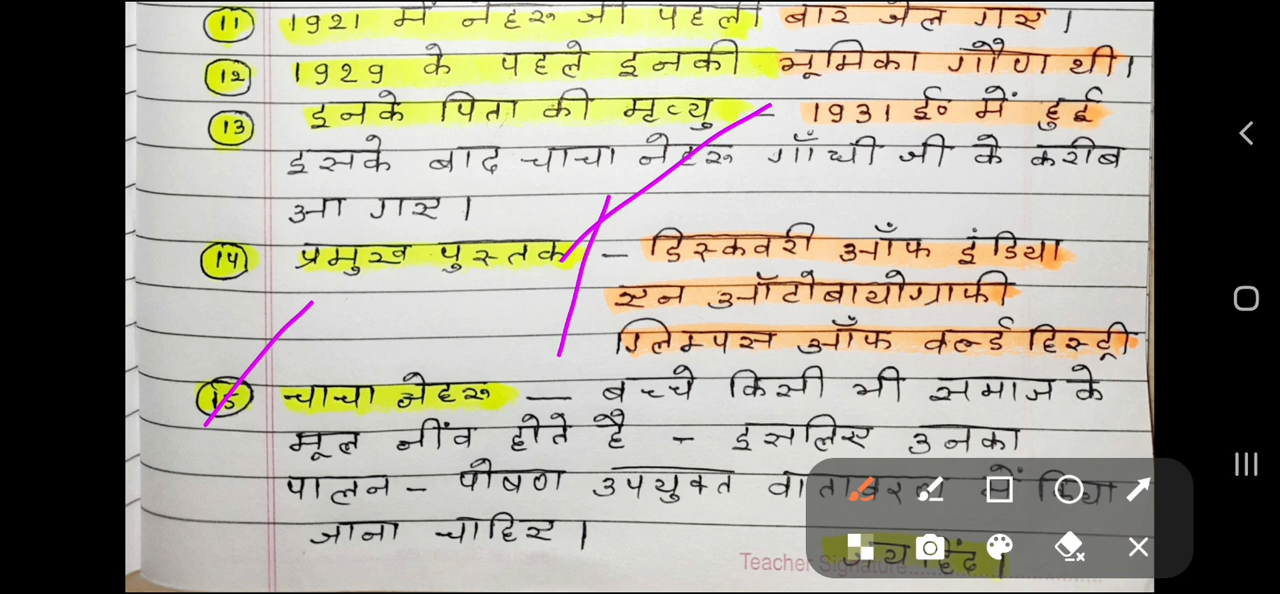 11 1921 में नेहरू जी पहली बार जेल गए।
12 1929 के पहले इनकी भूमिका गौण थी।
13 इनके पिता की मृत्यु - 1931 ई० में हुई
इसके बाद चाचा नेहरू गाँधी जी के करीब
आ गए।
14 प्रमुख पुस्तक - डिस्कवरी ऑफ इंडिया
एन ऑटोबायोग्राफी
ग्लिम्पस ऑफ वर्ल्ड हिस्ट्री
15 चाचा नेहरू — बच्चे किसी भी समाज के
मूल नींव होते है - इसलिए उनका
पालन - पोषण उपयुक्त वातावरण में किया
जाना चाहिए।
Teacher Signature जय हिंद।